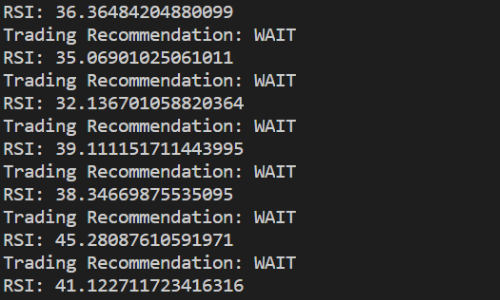 RSI: 36.36484204880099
Trading Recommendation: WAIT
RSI: 35.06901025061011
Trading Recommendation: WAIT
RSI: 32.136701058820364
Trading Recommendation: WAIT
RSI: 39.111151711443995
Trading Recommendation: WAIT
RSI: 38.34669875535095
Trading Recommendation: WAIT
RSI: 45.28087610591971
Trading Recommendation: WAIT
RSI: 41.122711723416316